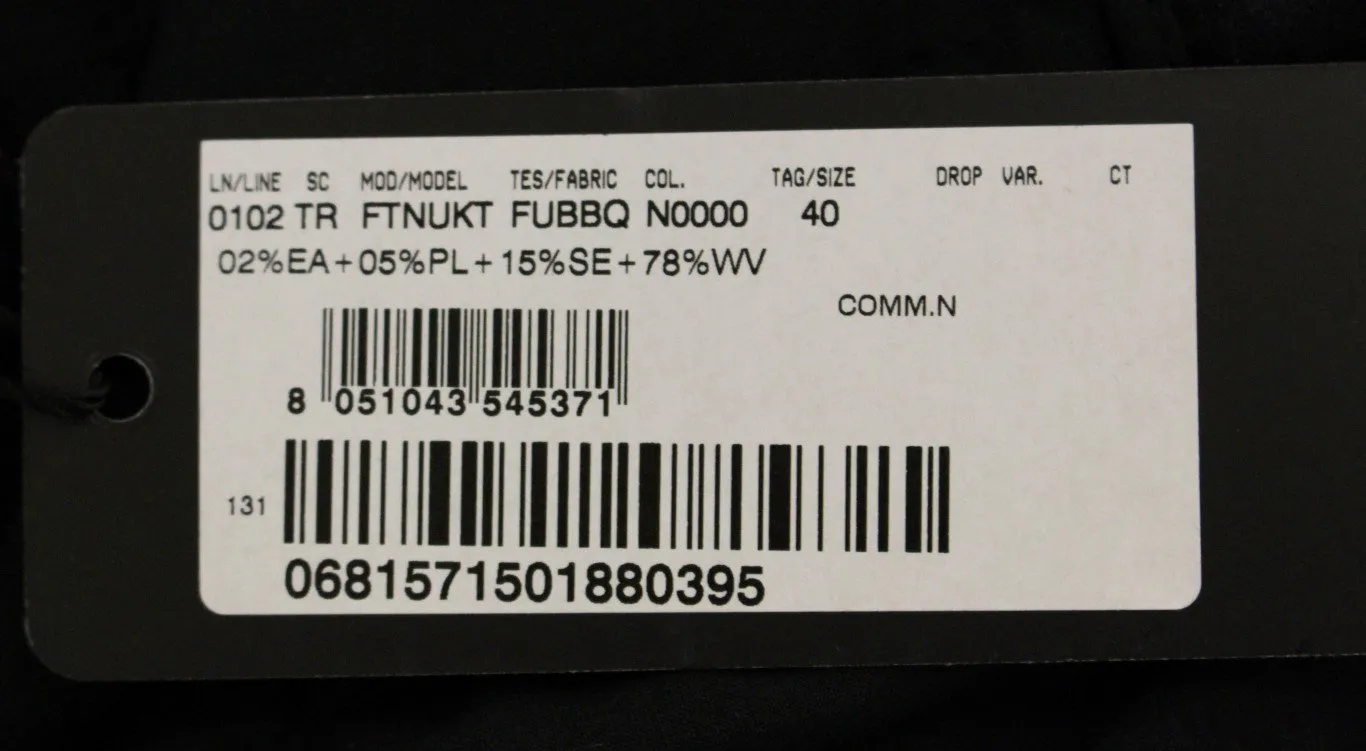 LN/LINE SC MOD/MODEL TES/FABRIC COL. TAG/SIZE DROP VAR. CT
0102 TR FTNUKT FUBBQ N0000 40
02%EA+05%PL+15%SE+78%WV
COMM.N
8 051043 545371
131
0681571501880395